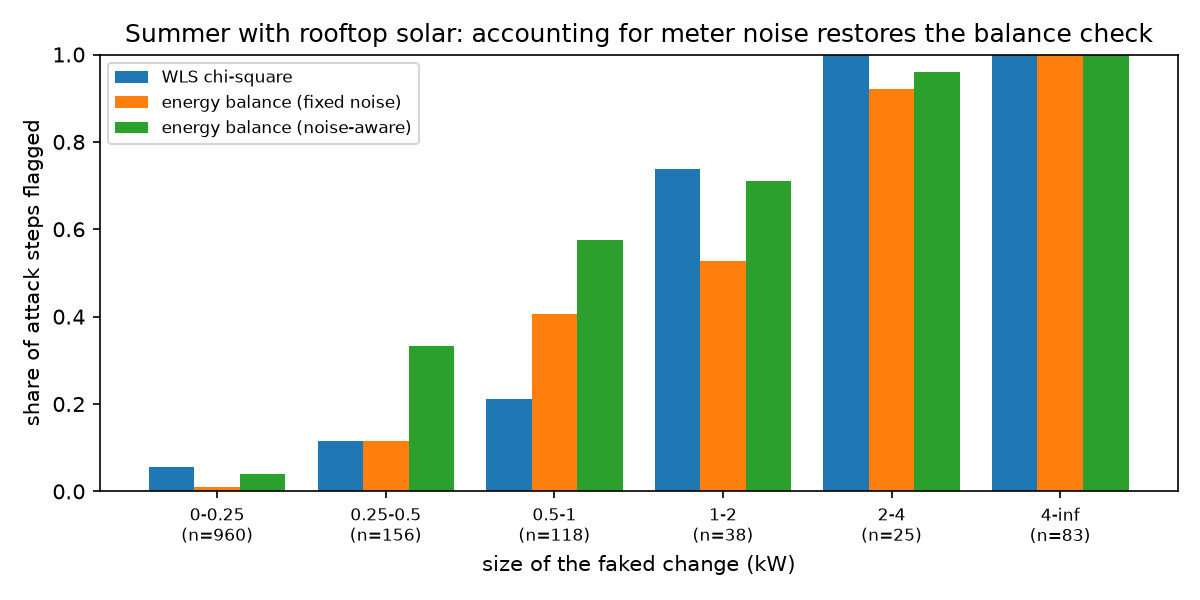 Summer with rooftop solar: accounting for meter noise restores the balance check
WLS chi-square
energy balance (fixed noise)
energy balance (noise-aware)
share of attack steps flagged
1.0
0.8
0.6
0.4
0.2
0.0
0-0.25
(n=960)
0.25-0.5
(n=156)
0.5-1
(n=118)
1-2
(n=38)
2-4
(n=25)
4-inf
(n=83)
size of the faked change (kW)